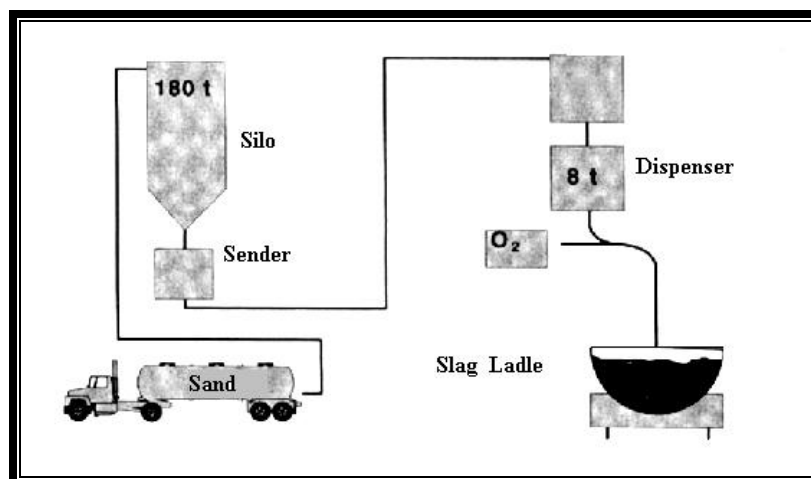 180 t
Silo
Sender
Sand
8 t
Dispenser
O₂
Slag Ladle